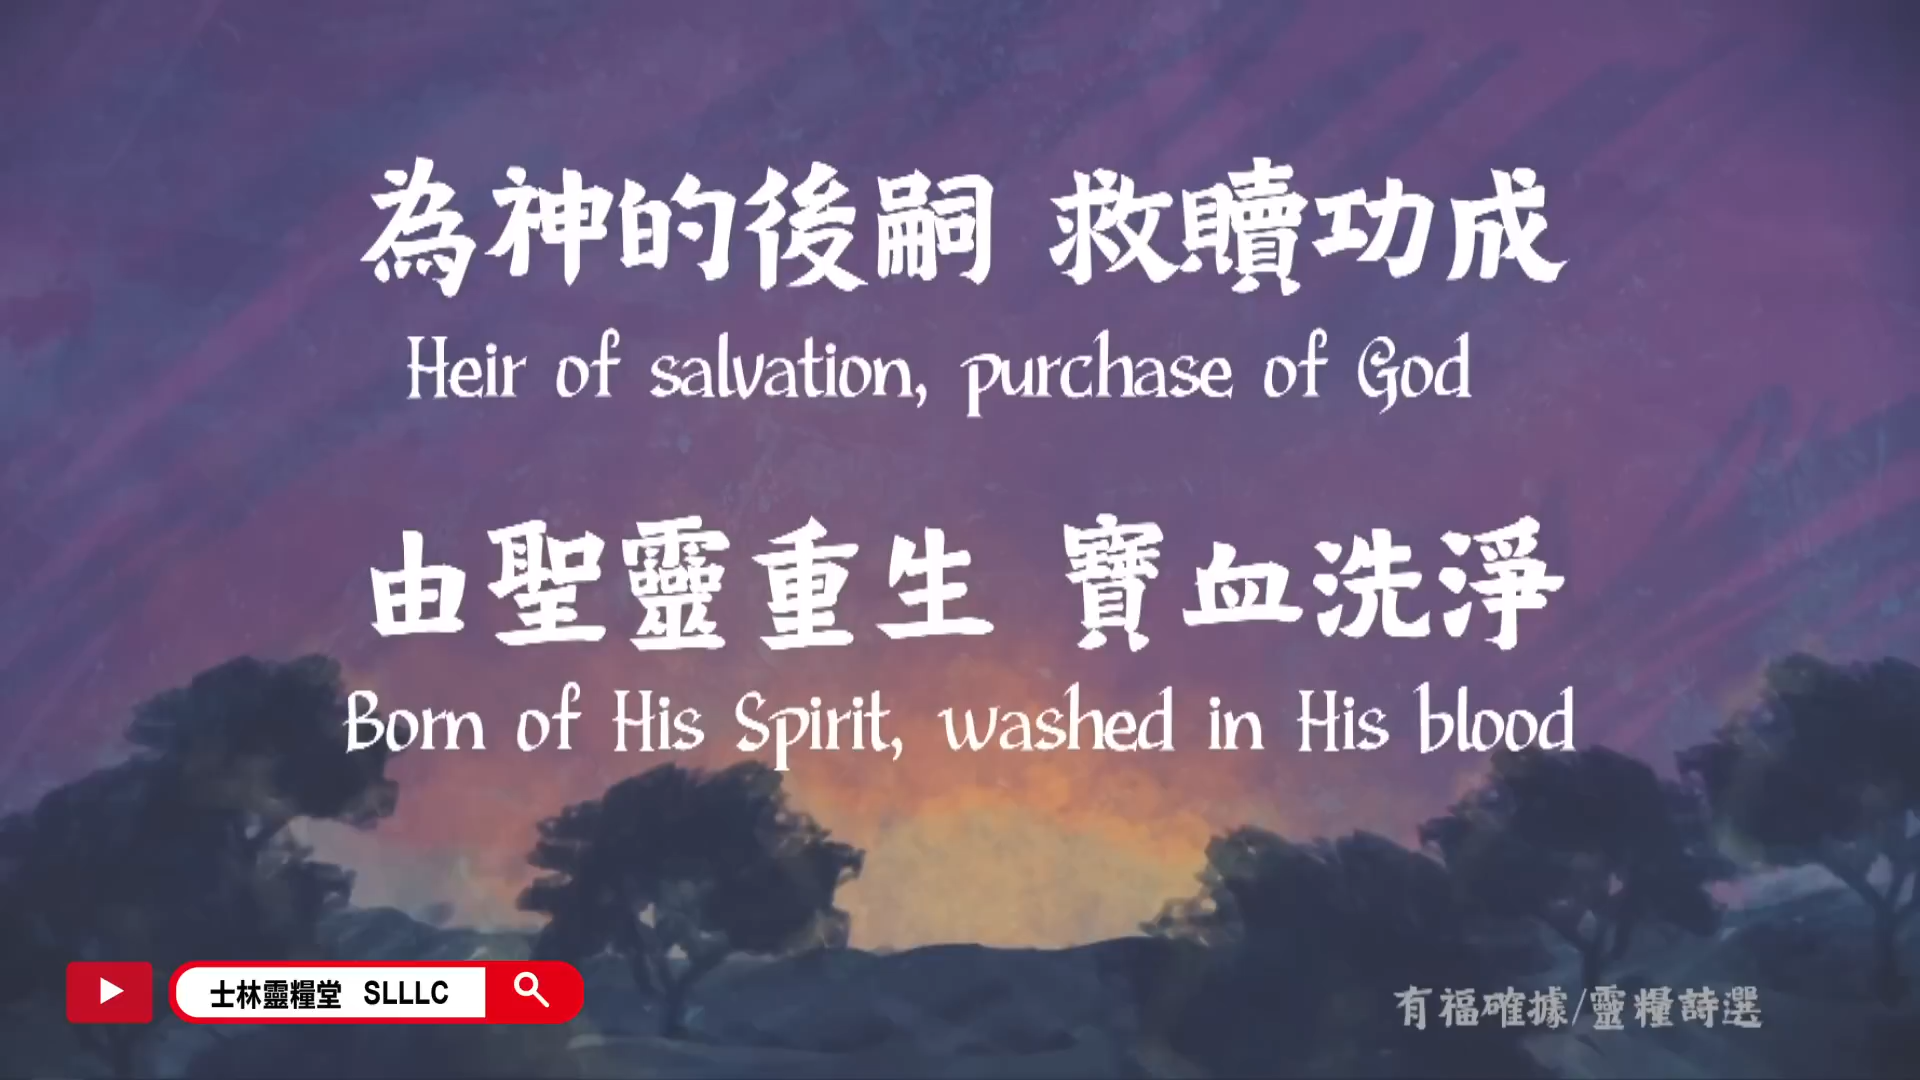 為神的後嗣 救贖功成
Heir of salvation, purchase of God
由聖靈重生 寶血洗淨
Born of His Spirit, washed in His blood
士林靈糧堂 SLLLC
有福確據/靈糧詩選